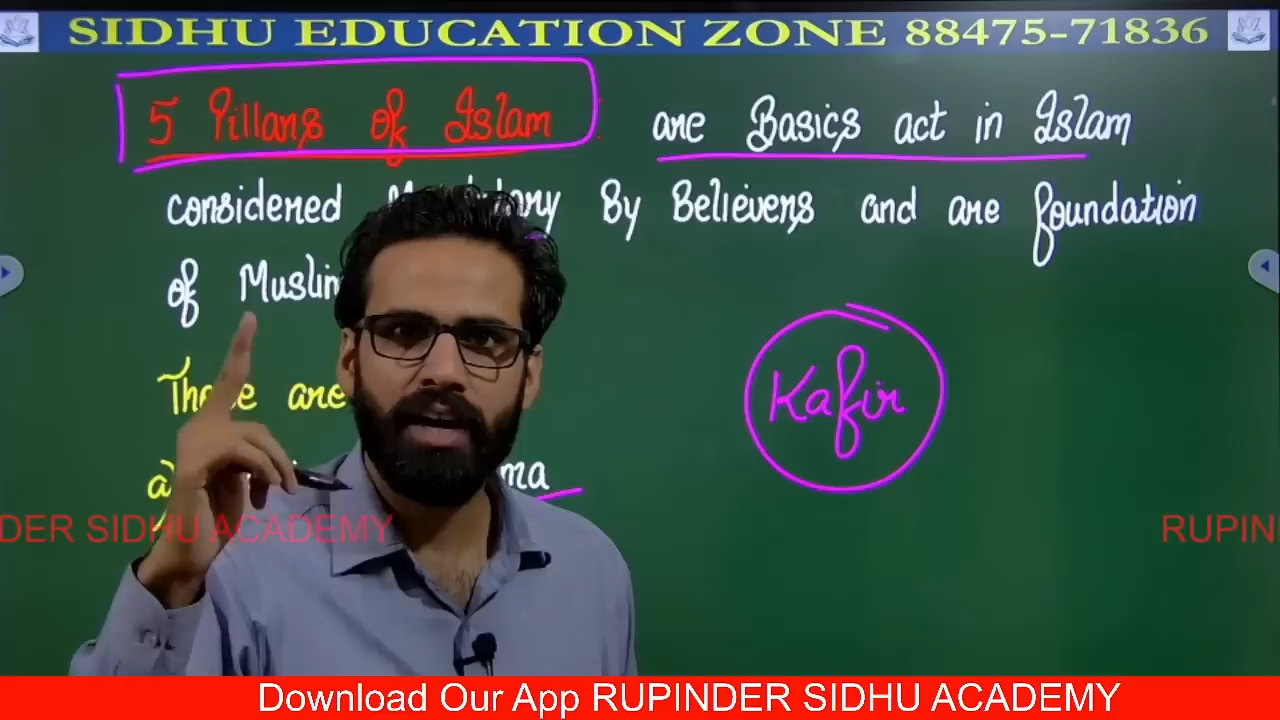 SIDHU EDUCATION ZONE 88475-71836
5 Pillars of Islam are Basics act in Islam
considered By Believers and are foundation
of
are
Kafir
DER SIDHU ACADEMY
RUPIN
Download Our App RUPINDER SIDHU ACADEMY